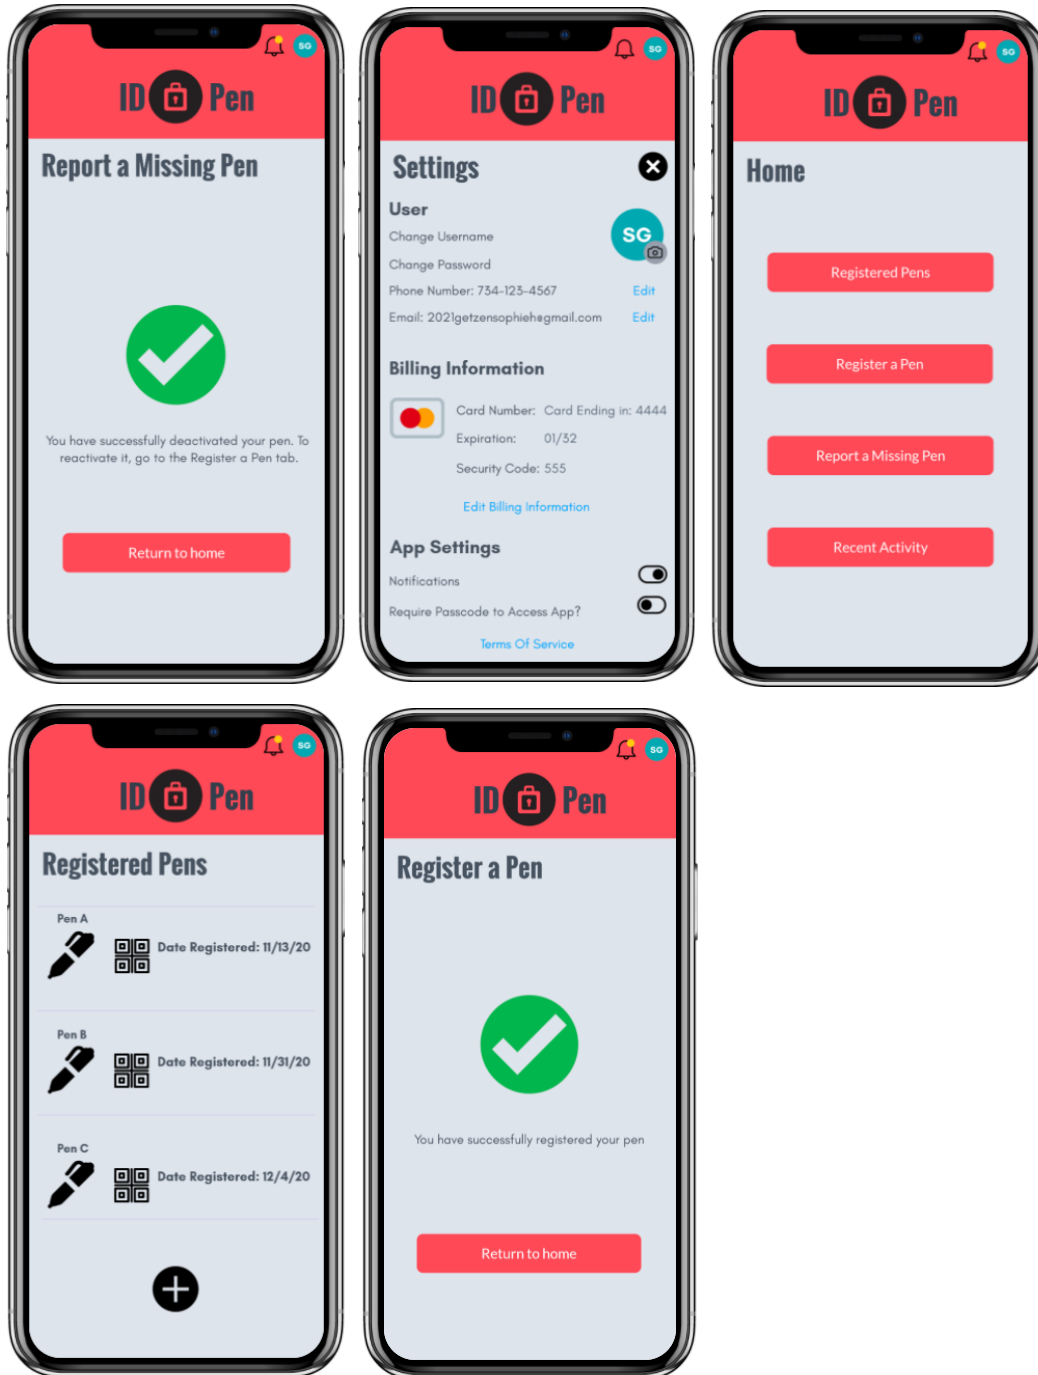 SG
ID Pen
Report a Missing Pen
You have successfully deactivated your pen. To
reactivate it, go to the Register a Pen tab.
Return to home
SG
ID Pen
Settings
User
SG
Change Username
Change Password
Phone Number: 734-123-4567 Edit
Email: 2021getzensophieh@gmail.com Edit
Billing Information
Card Number: Card Ending in: 4444
Expiration: 01/32
Security Code: 555
Edit Billing Information
App Settings
Notifications
Require Passcode to Access App?
Terms Of Service
SG
ID Pen
Home
Registered Pens
Register a Pen
Report a Missing Pen
Recent Activity
SG
ID Pen
Registered Pens
Pen A
Date Registered: 11/13/20
Pen B
Date Registered: 11/31/20
Pen C
Date Registered: 12/4/20
SG
ID Pen
Register a Pen
You have successfully registered your pen
Return to home